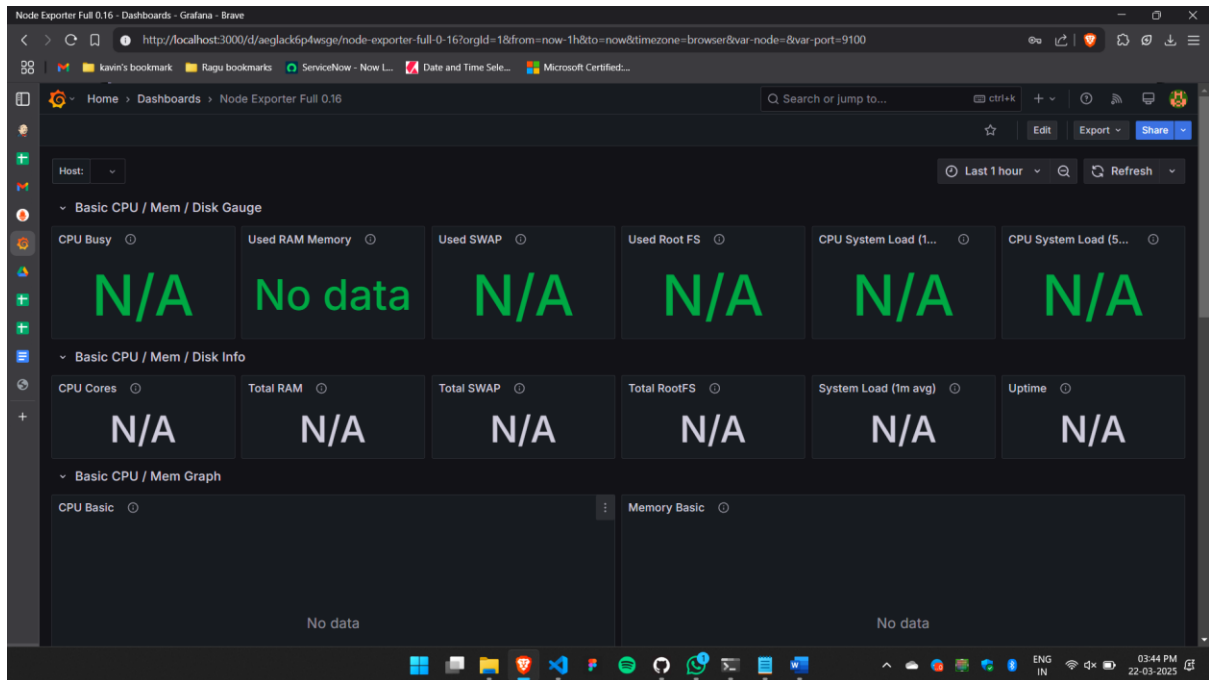 Node Exporter Full 0.16 - Dashboards - Grafana - Brave
http://localhost:3000/d/aeglack6p4wsge/node-exporter-full-0-16?orgId=1&from=now-1h&to=now&timezone=browser&var-node=&var-port=9100
kavin's bookmark Ragu bookmarks ServiceNow - Now L... Date and Time Sele... Microsoft Certified:...
Home › Dashboards › Node Exporter Full 0.16 Search or jump to... ctrl+k
Edit Export Share
Host: Last 1 hour Refresh
Basic CPU / Mem / Disk Gauge
CPU Busy Used RAM Memory Used SWAP Used Root FS CPU System Load (1... CPU System Load (5...
N/A No data N/A N/A N/A N/A
Basic CPU / Mem / Disk Info
CPU Cores Total RAM Total SWAP Total RootFS System Load (1m avg) Uptime
N/A N/A N/A N/A N/A N/A
Basic CPU / Mem Graph
CPU Basic Memory Basic
No data No data
1
ENG 03:44 PM
IN 22-03-2025